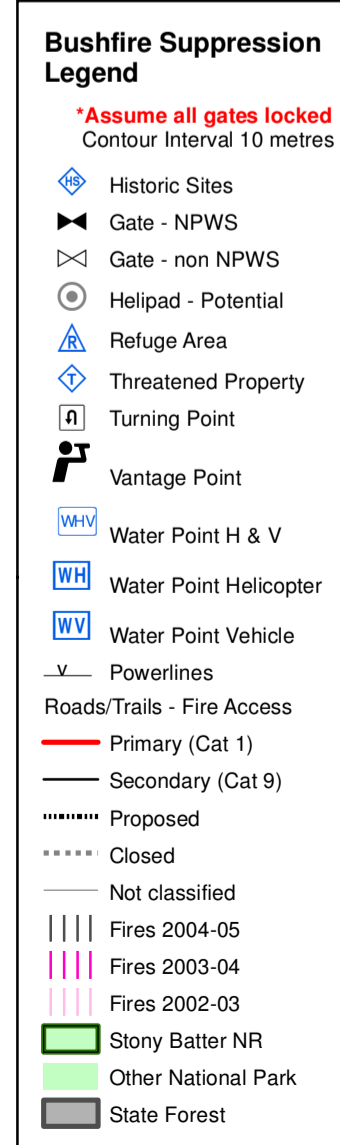 Bushfire Suppression
Legend
*Assume all gates locked
Contour Interval 10 metres
HS Historic Sites
Gate - NPWS
Gate - non NPWS
Helipad - Potential
R Refuge Area
T Threatened Property
Turning Point
Vantage Point
WHV Water Point H & V
WH Water Point Helicopter
WV Water Point Vehicle
V Powerlines
Roads/Trails - Fire Access
Primary (Cat 1)
Secondary (Cat 9)
Proposed
Closed
Not classified
Fires 2004-05
Fires 2003-04
Fires 2002-03
Stony Batter NR
Other National Park
State Forest